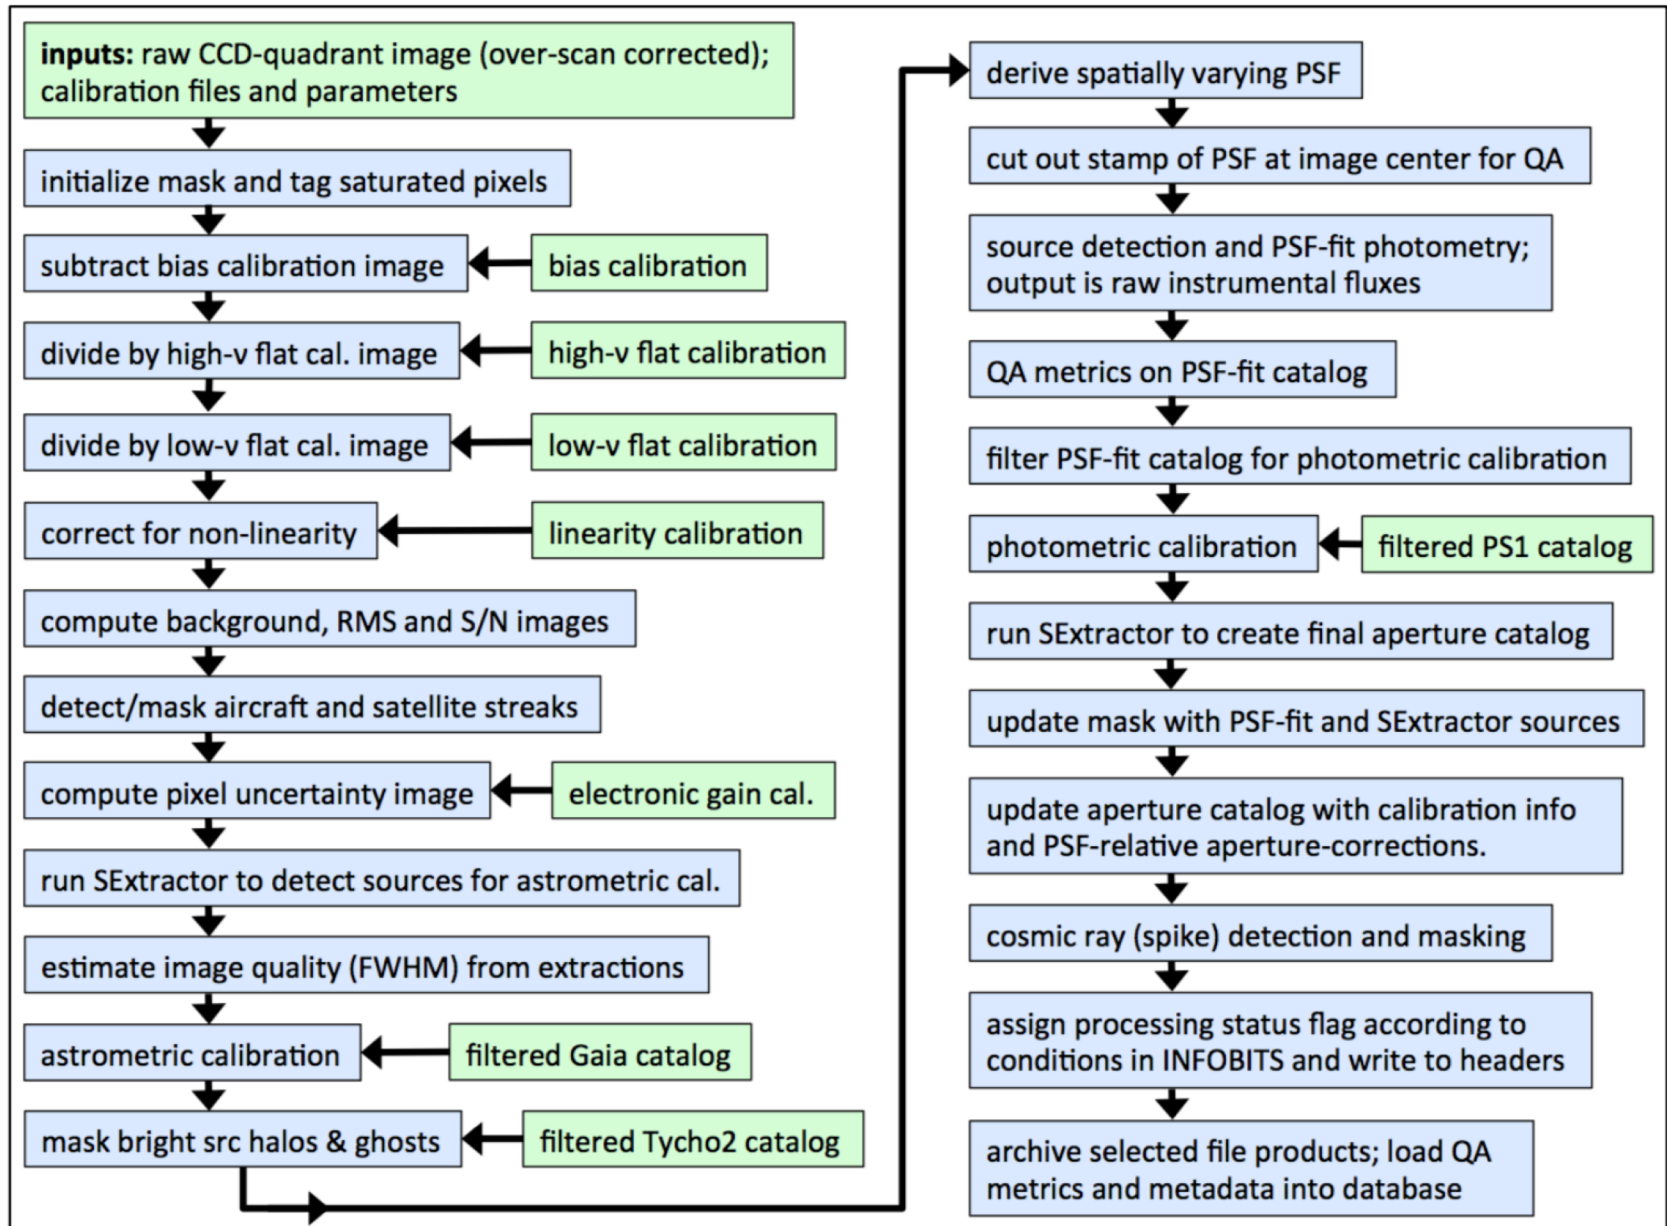 inputs: raw CCD-quadrant image (over-scan corrected);
calibration files and parameters
initialize mask and tag saturated pixels
subtract bias calibration image
bias calibration
divide by high-ν flat cal. image
high-ν flat calibration
divide by low-ν flat cal. image
low-ν flat calibration
correct for non-linearity
linearity calibration
compute background, RMS and S/N images
detect/mask aircraft and satellite streaks
compute pixel uncertainty image
electronic gain cal.
run SExtractor to detect sources for astrometric cal.
estimate image quality (FWHM) from extractions
astrometric calibration
filtered Gaia catalog
mask bright src halos & ghosts
filtered Tycho2 catalog
derive spatially varying PSF
cut out stamp of PSF at image center for QA
source detection and PSF-fit photometry;
output is raw instrumental fluxes
QA metrics on PSF-fit catalog
filter PSF-fit catalog for photometric calibration
photometric calibration
filtered PS1 catalog
run SExtractor to create final aperture catalog
update mask with PSF-fit and SExtractor sources
update aperture catalog with calibration info
and PSF-relative aperture-corrections.
cosmic ray (spike) detection and masking
assign processing status flag according to
conditions in INFOBITS and write to headers
archive selected file products; load QA
metrics and metadata into database